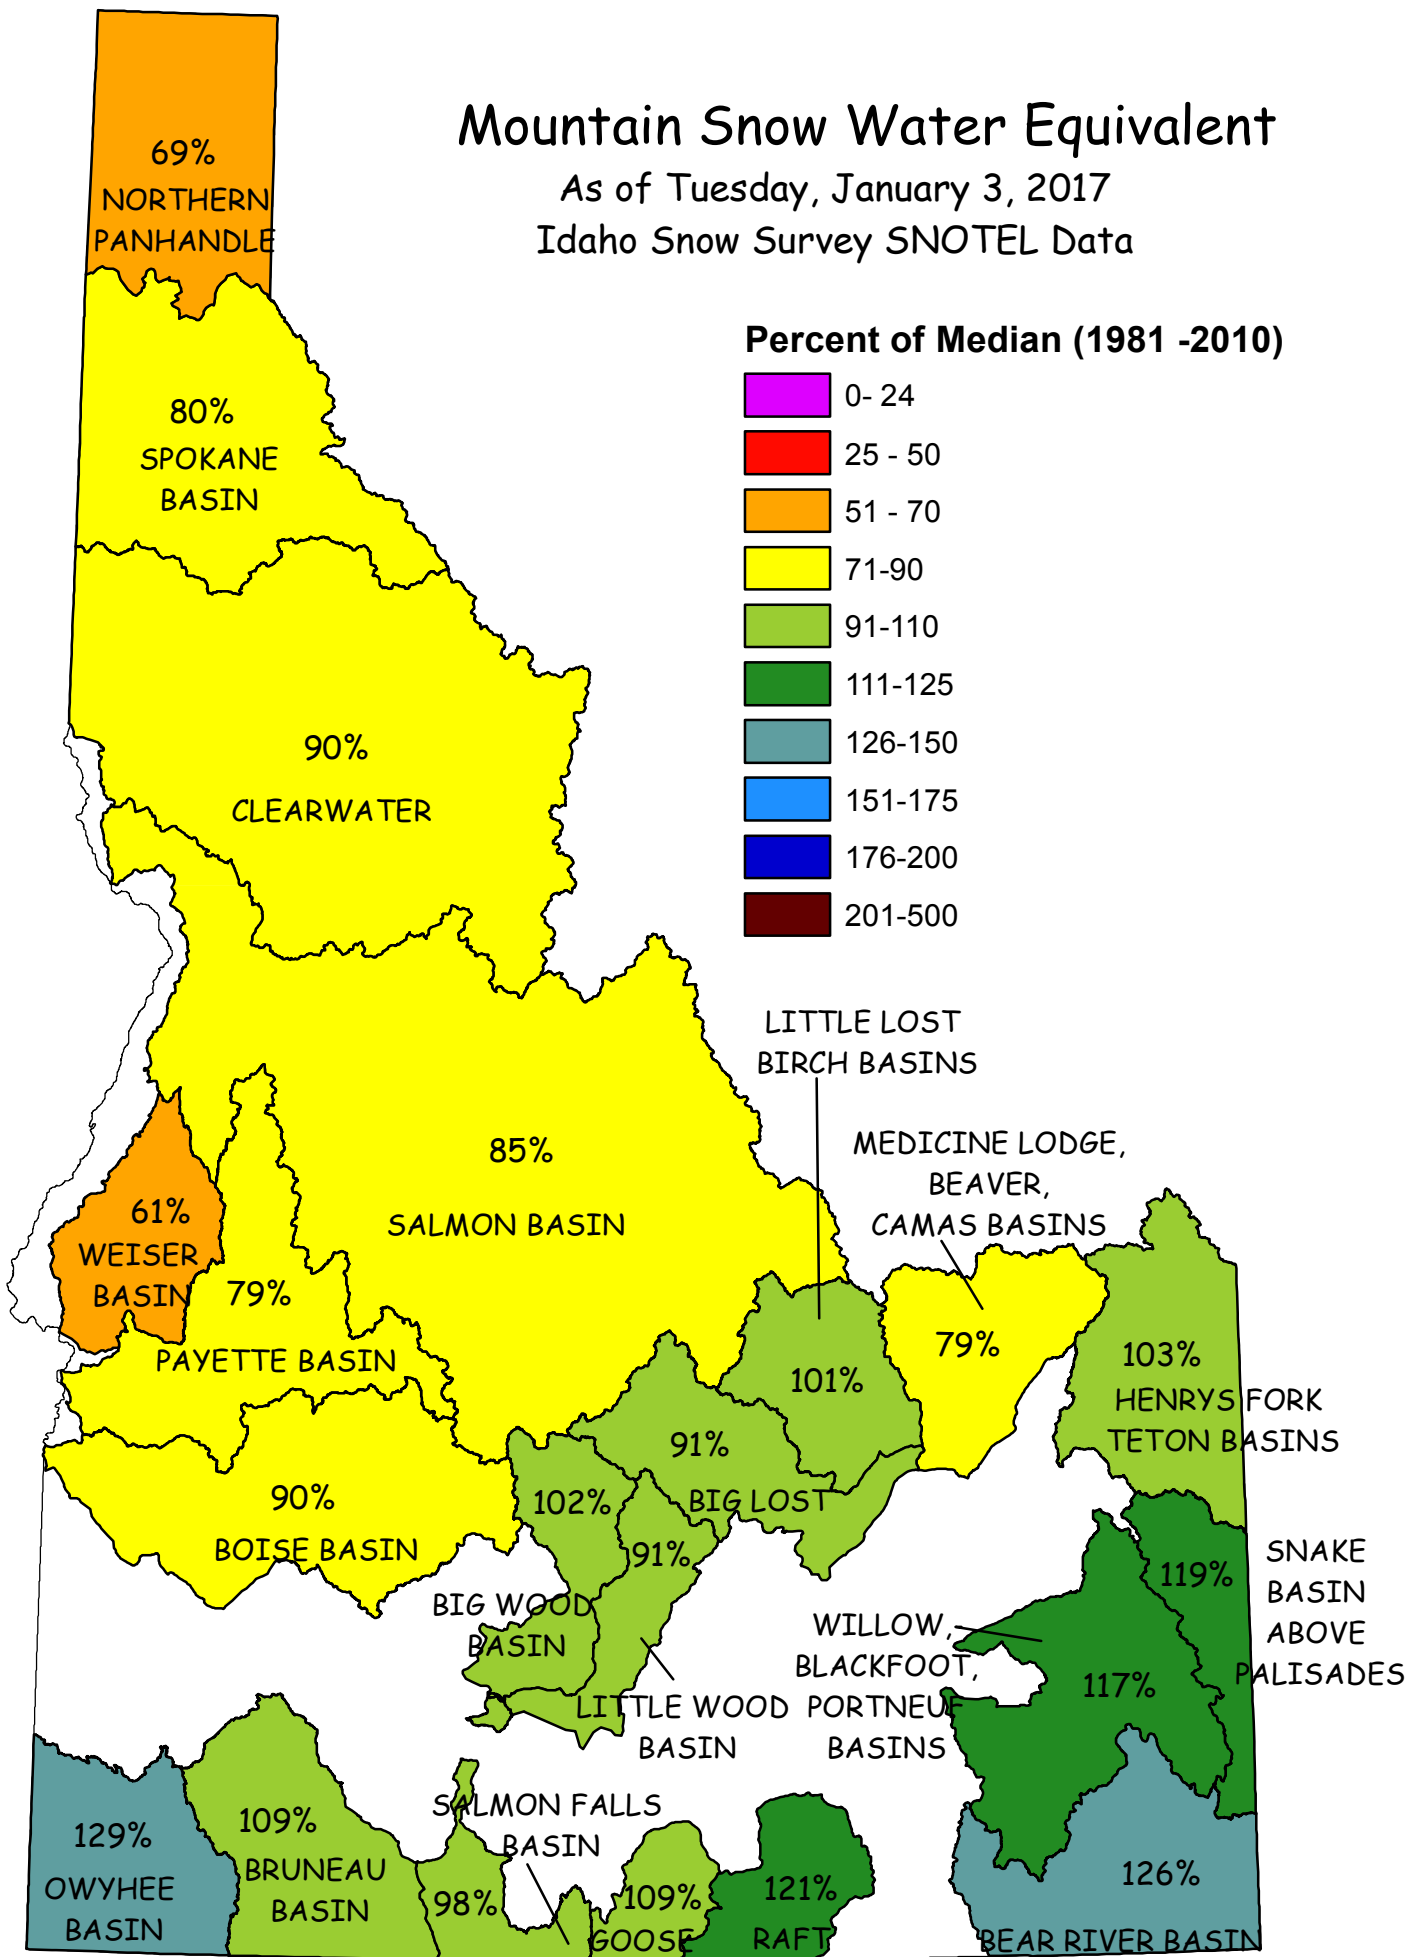 Mountain Snow Water Equivalent
As of Tuesday, January 3, 2017
Idaho Snow Survey SNOTEL Data
Percent of Median (1981 -2010)
0- 24
25 - 50
51 - 70
71-90
91-110
111-125
126-150
151-175
176-200
201-500
69%
NORTHERN
PANHANDLE
80%
SPOKANE
BASIN
90%
CLEARWATER
85%
SALMON BASIN
61%
WEISER
BASIN
79%
PAYETTE BASIN
90%
BOISE BASIN
LITTLE LOST
BIRCH BASINS
101%
MEDICINE LODGE,
BEAVER,
CAMAS BASINS
79%
103%
HENRYS FORK
TETON BASINS
91%
BIG LOST
102%
BIG WOOD
BASIN
91%
LITTLE WOOD
BASIN
WILLOW,
BLACKFOOT,
PORTNEUF
BASINS
117%
119%
SNAKE
BASIN
ABOVE
PALISADES
129%
OWYHEE
BASIN
109%
BRUNEAU
BASIN
SALMON FALLS
BASIN
98%
109%
GOOSE
121%
RAFT
126%
BEAR RIVER BASIN